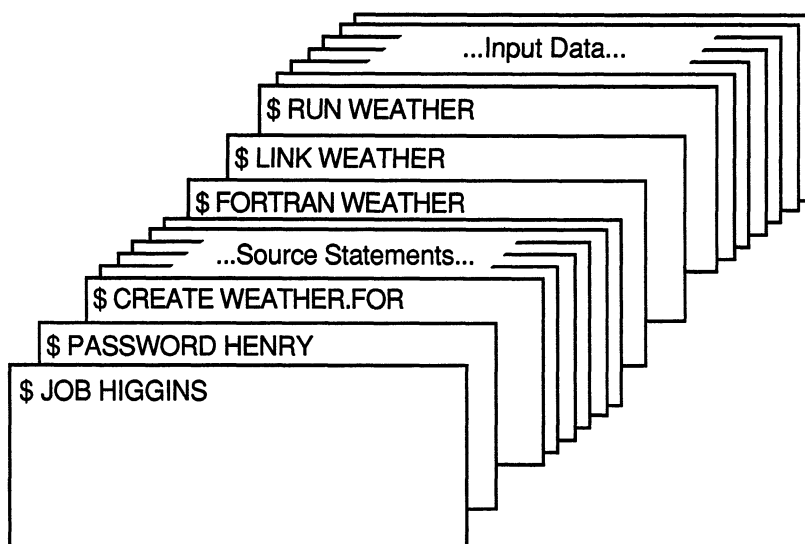 ...Input Data...
$ RUN WEATHER
$ LINK WEATHER
$ FORTRAN WEATHER
...Source Statements...
$ CREATE WEATHER.FOR
$ PASSWORD HENRY
$ JOB HIGGINS